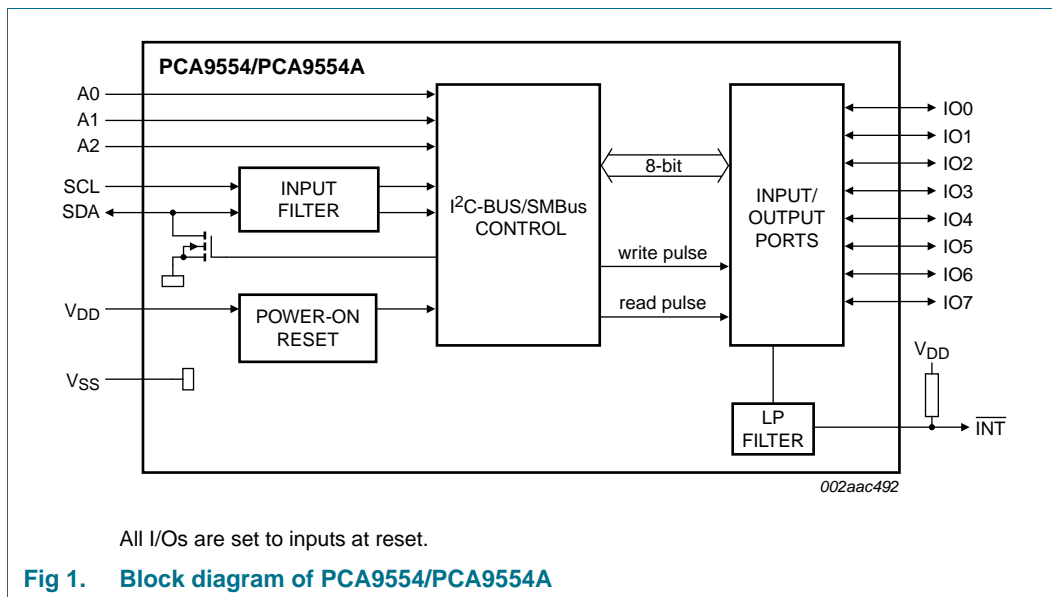 PCA9554/PCA9554A
A0
A1
A2
SCL
SDA
VDD
VSS
INPUT
FILTER
POWER-ON
RESET
I²C-BUS/SMBus
CONTROL
8-bit
write pulse
read pulse
INPUT/
OUTPUT
PORTS
IO0
IO1
IO2
IO3
IO4
IO5
IO6
IO7
VDD
LP
FILTER
INT
002aac492
All I/Os are set to inputs at reset.
Fig 1. Block diagram of PCA9554/PCA9554A